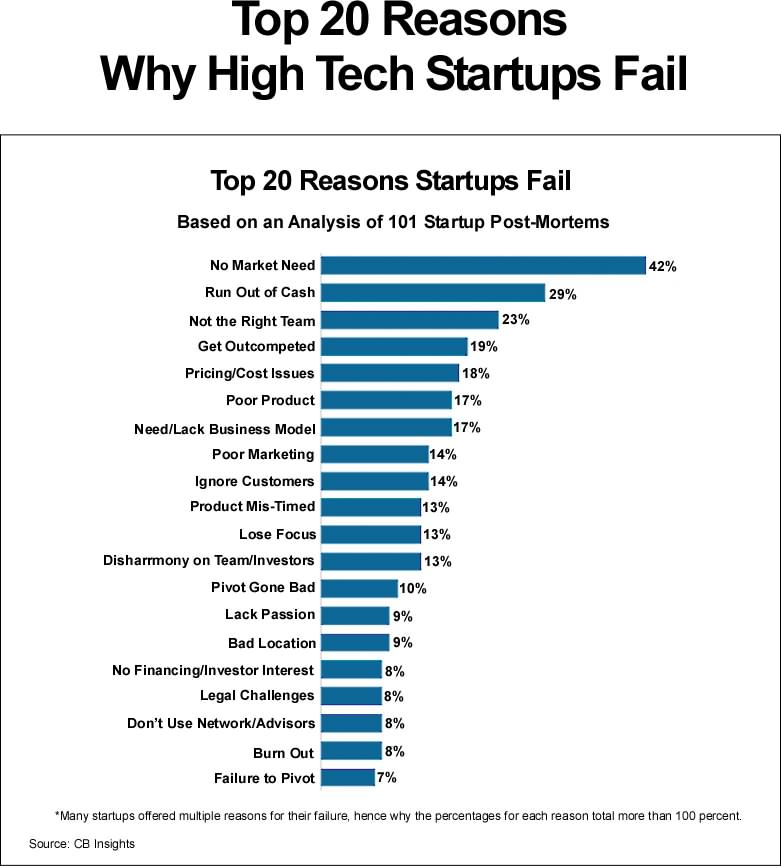 Top 20 Reasons
Why High Tech Startups Fail
Top 20 Reasons Startups Fail
Based on an Analysis of 101 Startup Post-Mortems
No Market Need 42%
Run Out of Cash 29%
Not the Right Team 23%
Get Outcompeted 19%
Pricing/Cost Issues 18%
Poor Product 17%
Need/Lack Business Model 17%
Poor Marketing 14%
Ignore Customers 14%
Product Mis-Timed 13%
Lose Focus 13%
Disharrmony on Team/Investors 13%
Pivot Gone Bad 10%
Lack Passion 9%
Bad Location 9%
No Financing/Investor Interest 8%
Legal Challenges 8%
Don’t Use Network/Advisors 8%
Burn Out 8%
Failure to Pivot 7%
*Many startups offered multiple reasons for their failure, hence why the percentages for each reason total more than 100 percent.
Source: CB Insights